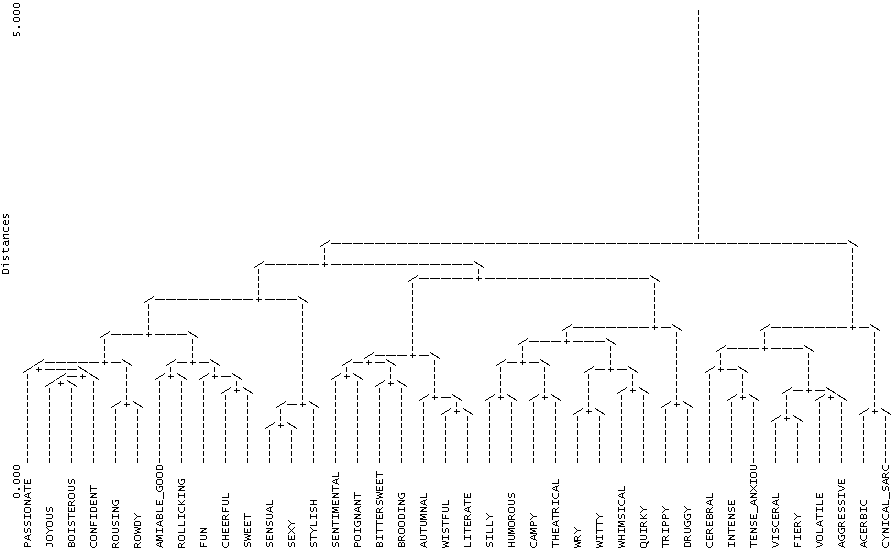 5.000
Distances
0.000
PASSIONATE
JOYOUS
BOISTEROUS
CONFIDENT
ROUSING
ROWDY
AMIABLE_GOOD
ROLLICKING
FUN
CHEERFUL
SWEET
SENSUAL
SEXY
STYLISH
SENTIMENTAL
POIGNANT
BITTERSWEET
BROODING
AUTUMNAL
WISTFUL
LITERATE
SILLY
HUMOROUS
CAMPY
THEATRICAL
WRY
WITTY
WHIMSICAL
QUIRKY
TRIPPY
DRUGGY
CEREBRAL
INTENSE
TENSE_ANXIOU
VISCERAL
FIERY
VOLATILE
AGGRESSIVE
ACERBIC
CYNICAL_SARC